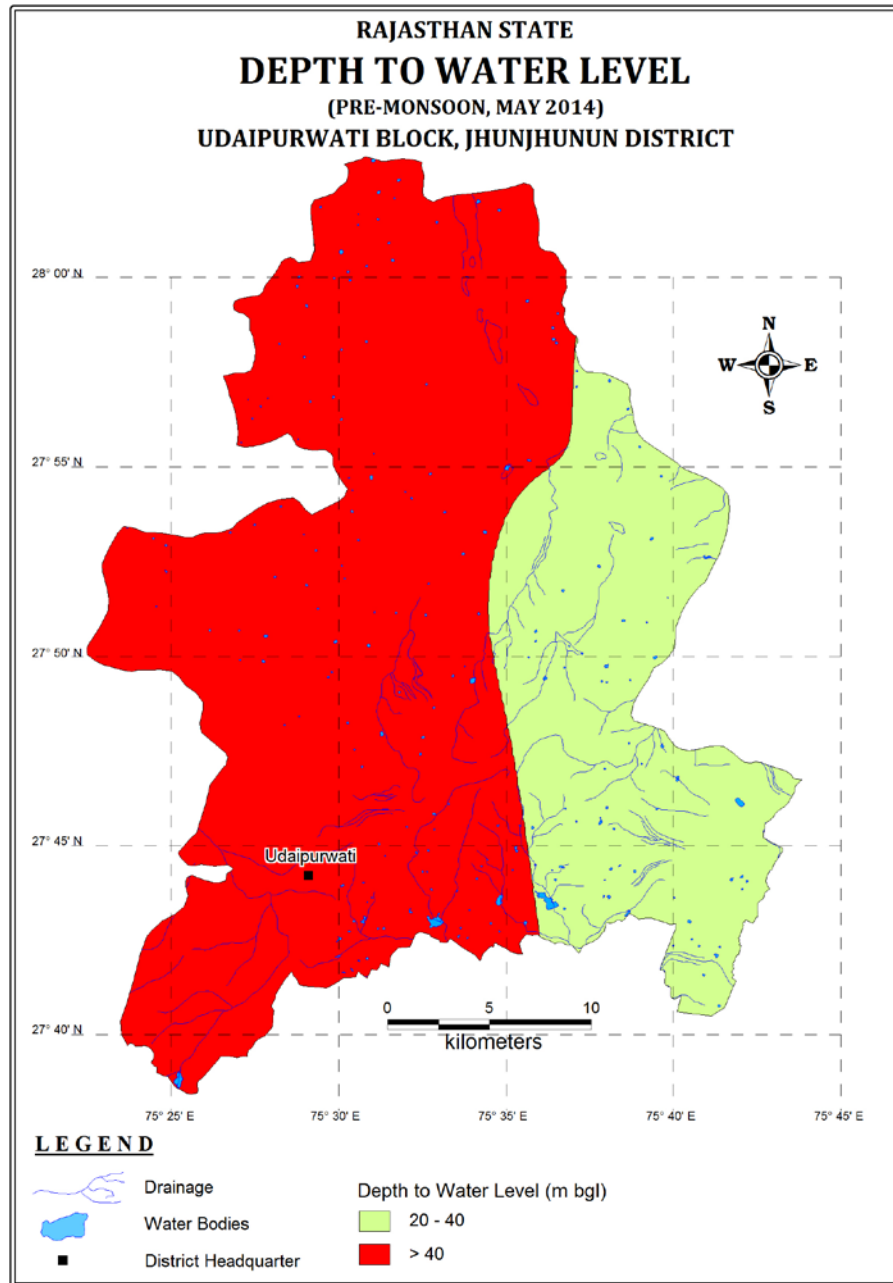 RAJASTHAN STATE
DEPTH TO WATER LEVEL
(PRE-MONSOON, MAY 2014)
UDAIPURWATI BLOCK, JHUNJHUNUN DISTRICT
28° 00' N
N
W E
S
27° 55' N
27° 50' N
27° 45' N
Udaipurwati
0 5 10
kilometers
27° 40' N
75° 25' E 75° 30' E 75° 35' E 75° 40' E 75° 45' E
LEGEND
Drainage
Water Bodies
District Headquarter
Depth to Water Level (m bgl)
20 - 40
> 40